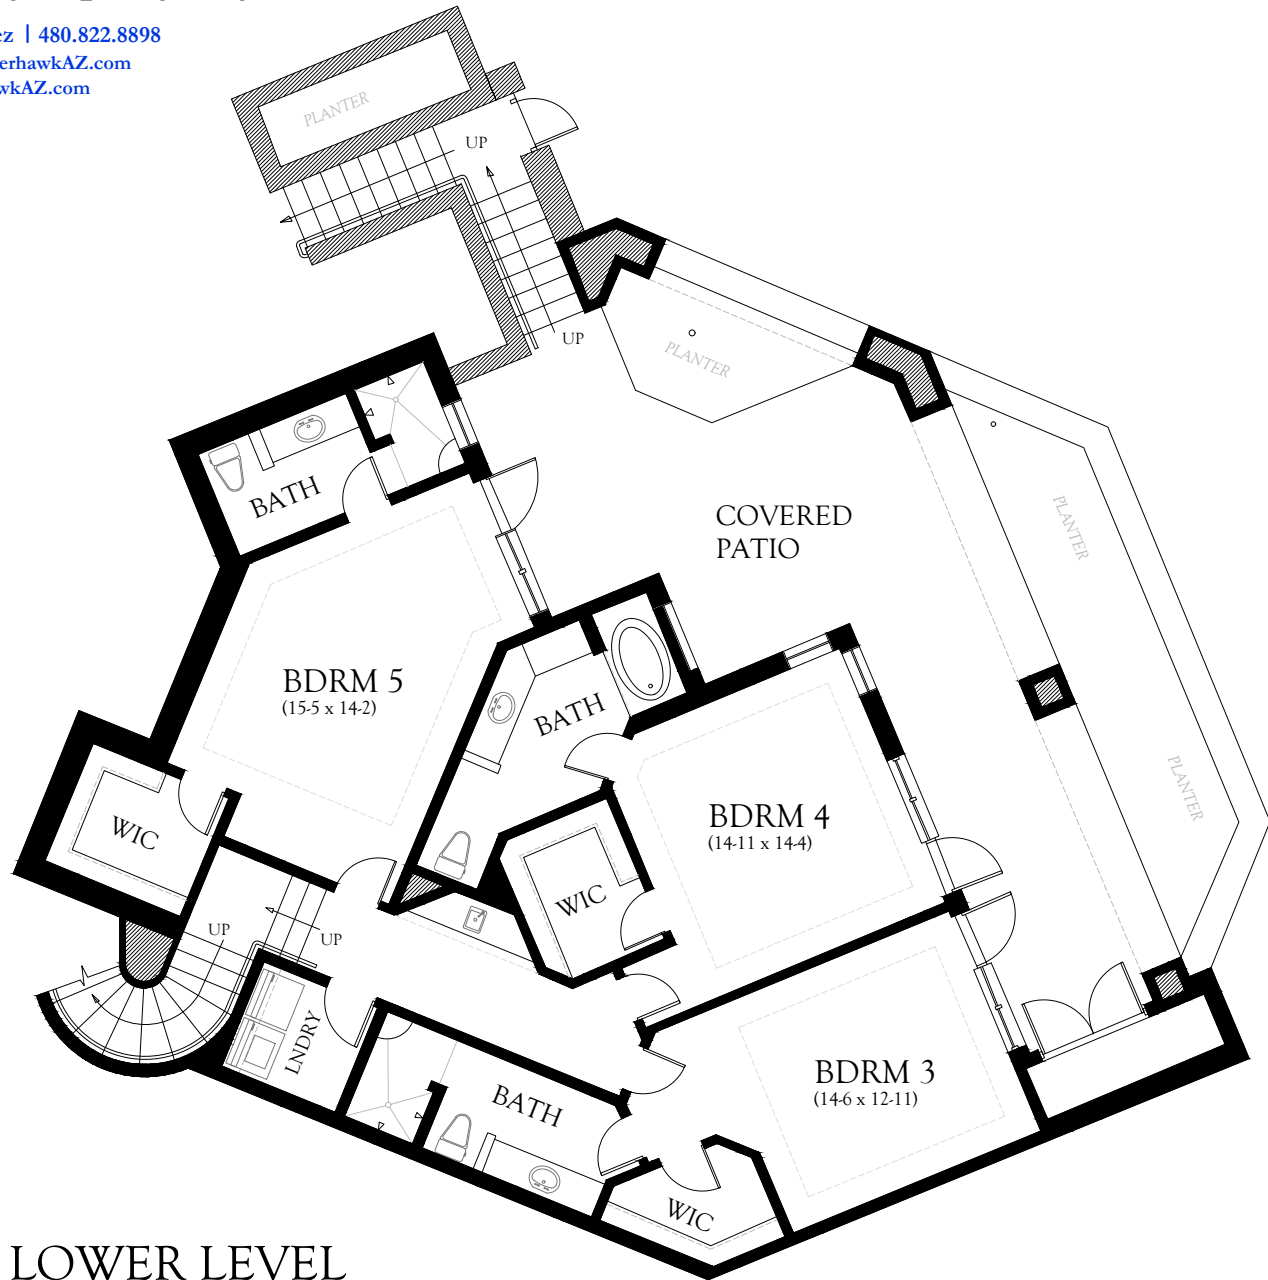 ez | 480.822.8898
erhawkAZ.com
wkAZ.com
PLANTER
UP
UP
PLANTER
BATH
COVERED
PATIO
PLANTER
BDRM 5
(15-5 x 14-2)
BATH
PLANTER
BDRM 4
(14-11 x 14-4)
WIC
WIC
UP
UP
LNDRY
BDRM 3
(14-6 x 12-11)
BATH
WIC
LOWER LEVEL